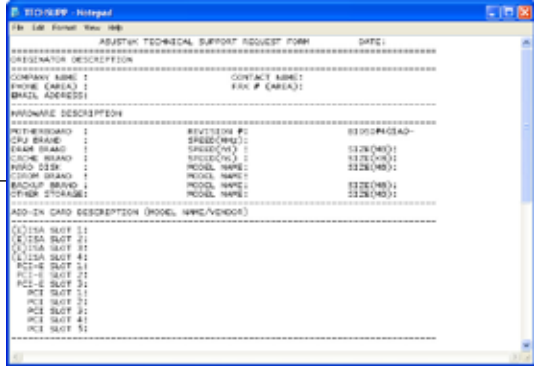 TECHSUPP - Notepad
File Edit Format View Help
ASUSTeK TECHNICAL SUPPORT REQUEST FORM DATE:
ORIGINATOR DESCRIPTION
COMPANY NAME : CONTACT NAME:
PHONE (AREA) : FAX # (AREA):
EMAIL ADDRESS:
HARDWARE DESCRIPTION
MOTHERBOARD : REVISION #:
CPU BRAND : SPEED(MHz):
DRAM BRAND : SPEED(NS) : SIZE(MB):
CACHE BRAND : SPEED(NS) : SIZE(KB):
HARD DISK : MODEL NAME: SIZE(MB):
CDROM BRAND : MODEL NAME:
BACKUP BRAND : MODEL NAME: SIZE(MB):
OTHER STORAGE: MODEL NAME: SIZE(MB):
ADD-IN CARD DESCRIPTION (MODEL NAME/VENDOR)
(E)ISA SLOT 1:
(E)ISA SLOT 2:
(E)ISA SLOT 3:
(E)ISA SLOT 4:
PCI-E SLOT 1:
PCI-E SLOT 2:
PCI-E SLOT 3:
PCI SLOT 1:
PCI SLOT 2:
PCI SLOT 3:
PCI SLOT 4:
PCI SLOT 5: